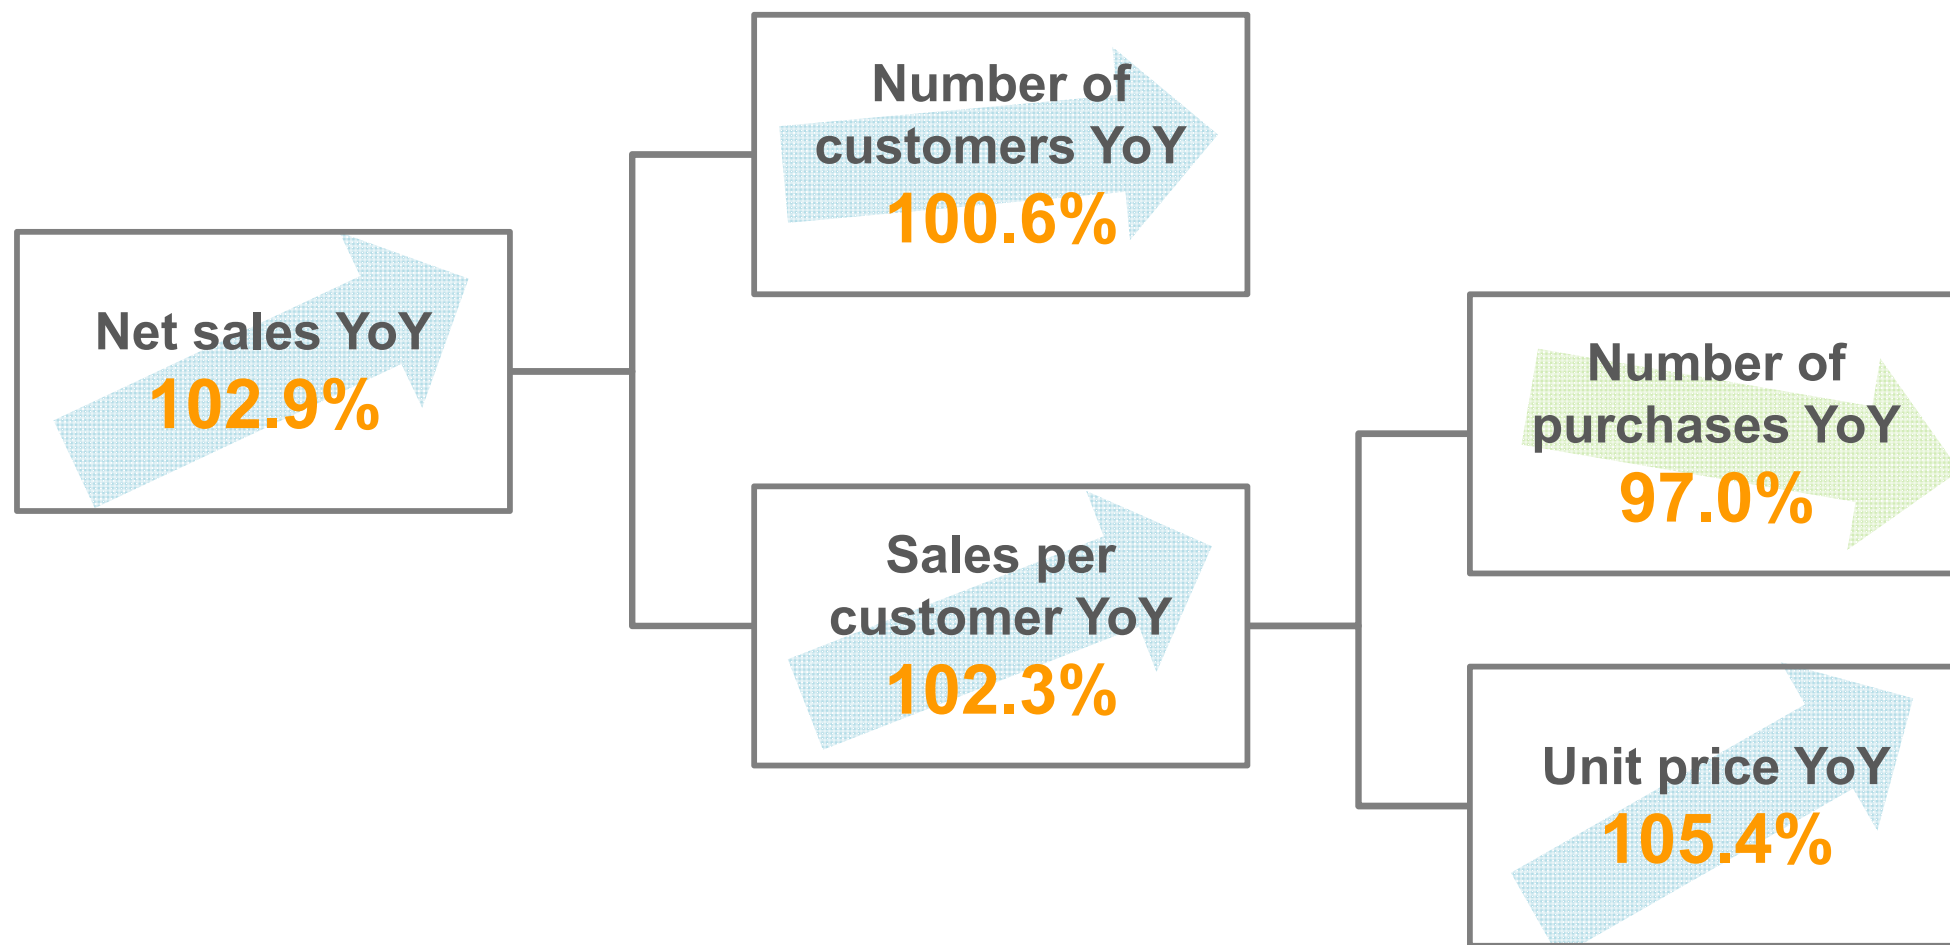 Net sales YoY
102.9%
Number of
customers YoY
100.6%
Sales per
customer YoY
102.3%
Number of
purchases YoY
97.0%
Unit price YoY
105.4%